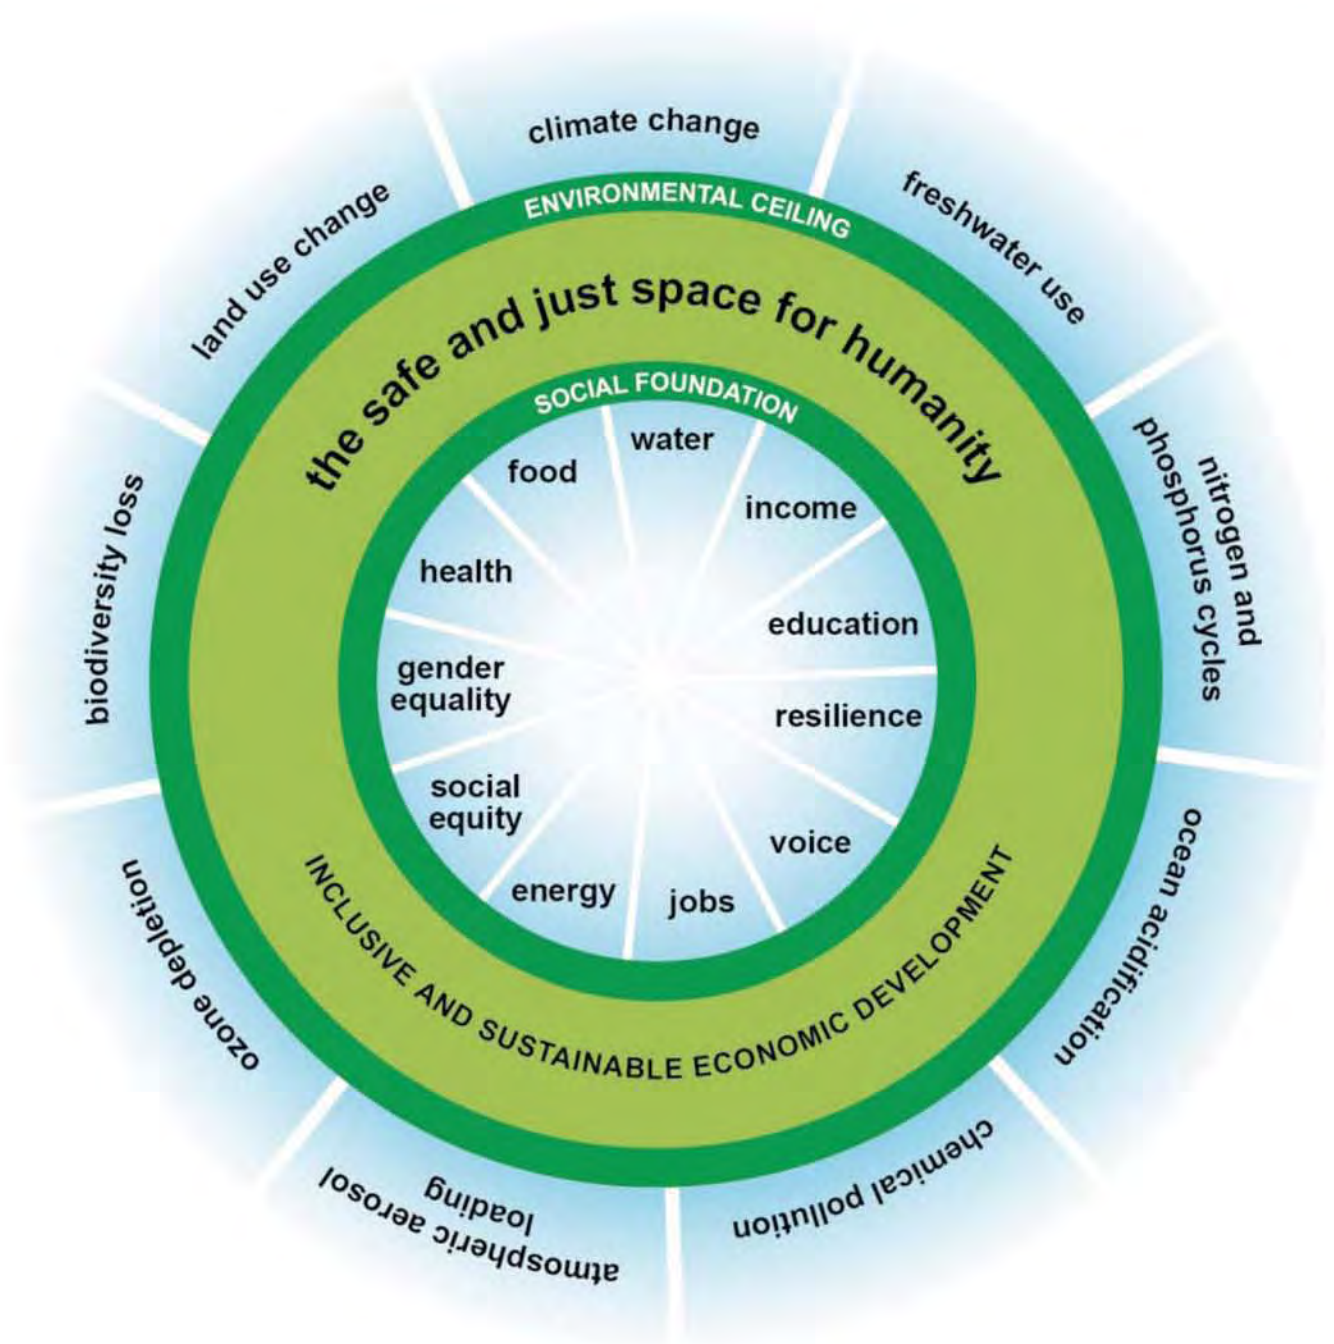 climate change
freshwater use
nitrogen and
phosphorus cycles
ocean acidification
chemical pollution
atmospheric aerosol
loading
ozone depletion
biodiversity loss
land use change
ENVIRONMENTAL CEILING
the safe and just space for humanity
SOCIAL FOUNDATION
water
income
education
resilience
voice
jobs
energy
social
equity
gender
equality
health
food
INCLUSIVE AND SUSTAINABLE ECONOMIC DEVELOPMENT